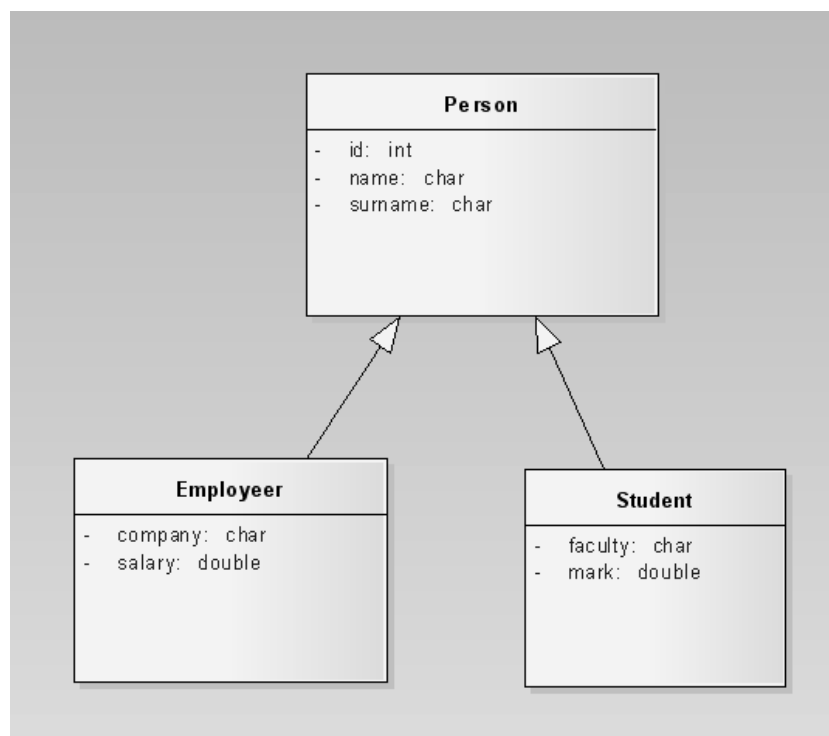 Person
- id: int
- name: char
- surname: char
Employeer
- company: char
- salary: double
Student
- faculty: char
- mark: double